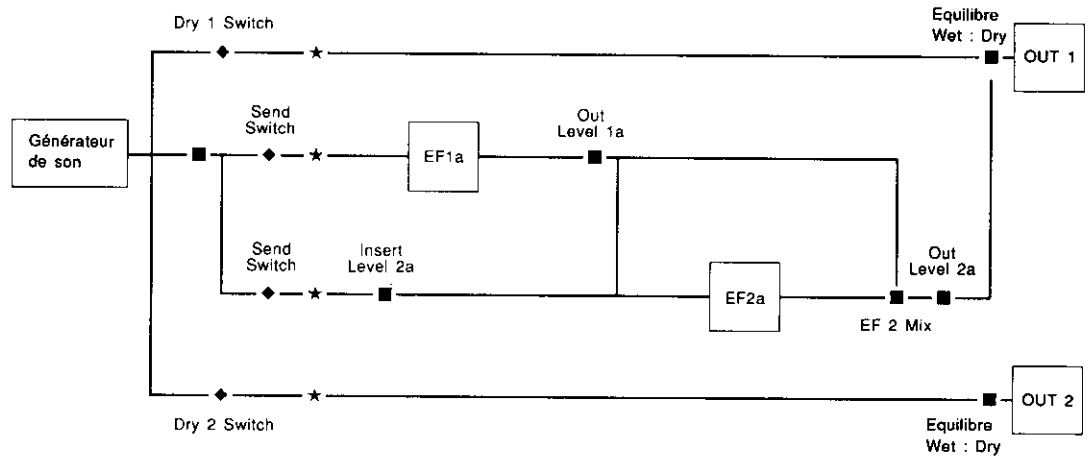 Dry 1 Switch
Equilibre
Wet : Dry
OUT 1
Send
Switch
Out
Level 1a
Générateur
de son
EF1a
Send
Switch
Insert
Level 2a
Out
Level 2a
EF2a
EF 2 Mix
Dry 2 Switch
OUT 2
Equilibre
Wet : Dry